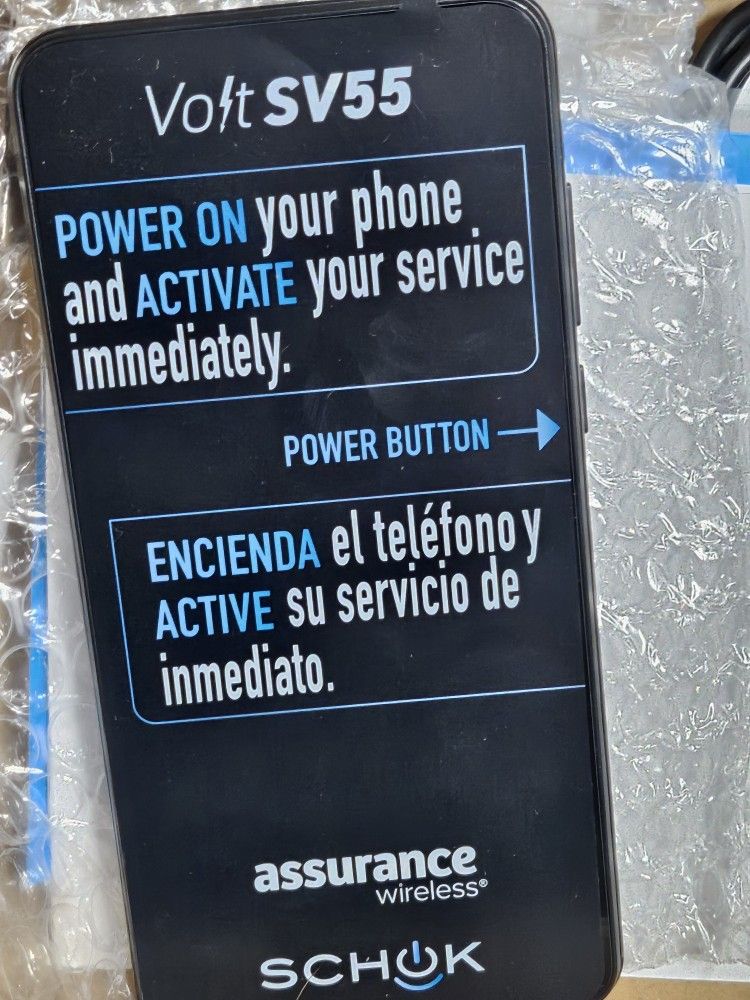 Volt SV55
POWER ON your phone
and ACTIVATE your service
immediately.
POWER BUTTON
ENCIENDA el teléfono y
ACTIVE su servicio de
inmediato.
assurance
wireless®
SCHOK